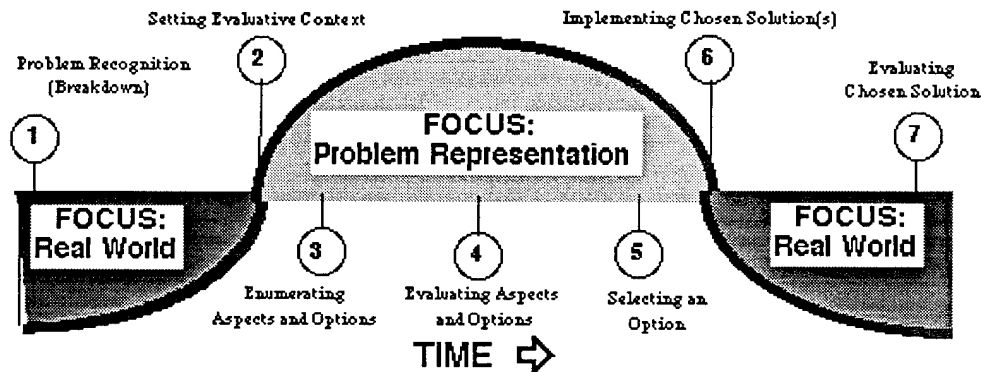 Setting Evaluative Context
Implementing Chosen Solution(s)
2
6
Problem Recognition
(Breakdown)
Evaluating
Chosen Solution
1
7
FOCUS:
Problem Representation
FOCUS:
Real World
FOCUS:
Real World
3
4
5
Enumerating
Aspects and Options
Evaluating Aspects
and Options
Selecting an
Option
TIME